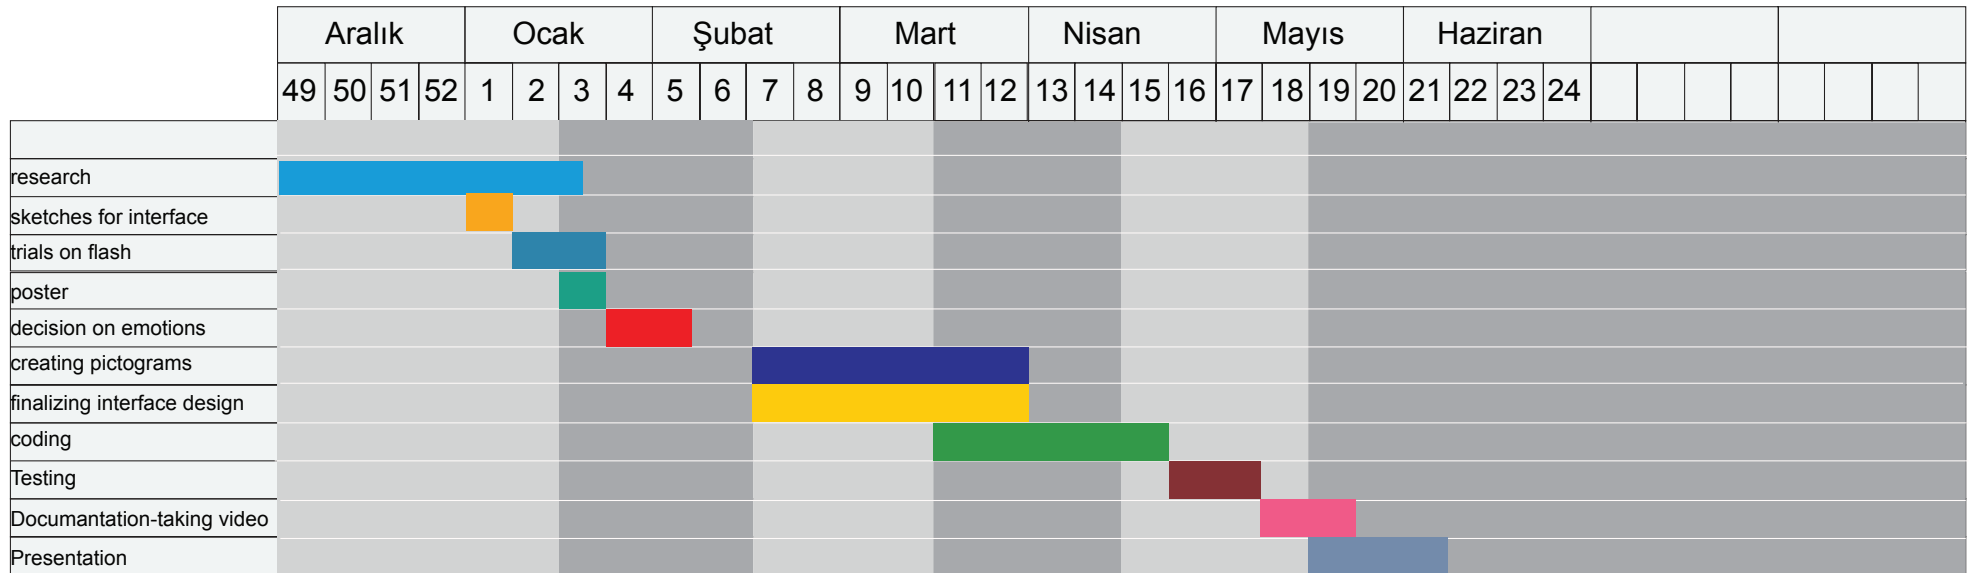 Aralık Ocak Şubat Mart Nisan Mayıs Haziran
49 50 51 52 1 2 3 4 5 6 7 8 9 10 11 12 13 14 15 16 17 18 19 20 21 22 23 24
research
sketches for interface
trials on flash
poster
decision on emotions
creating pictograms
finalizing interface design
coding
Testing
Documantation-taking video
Presentation